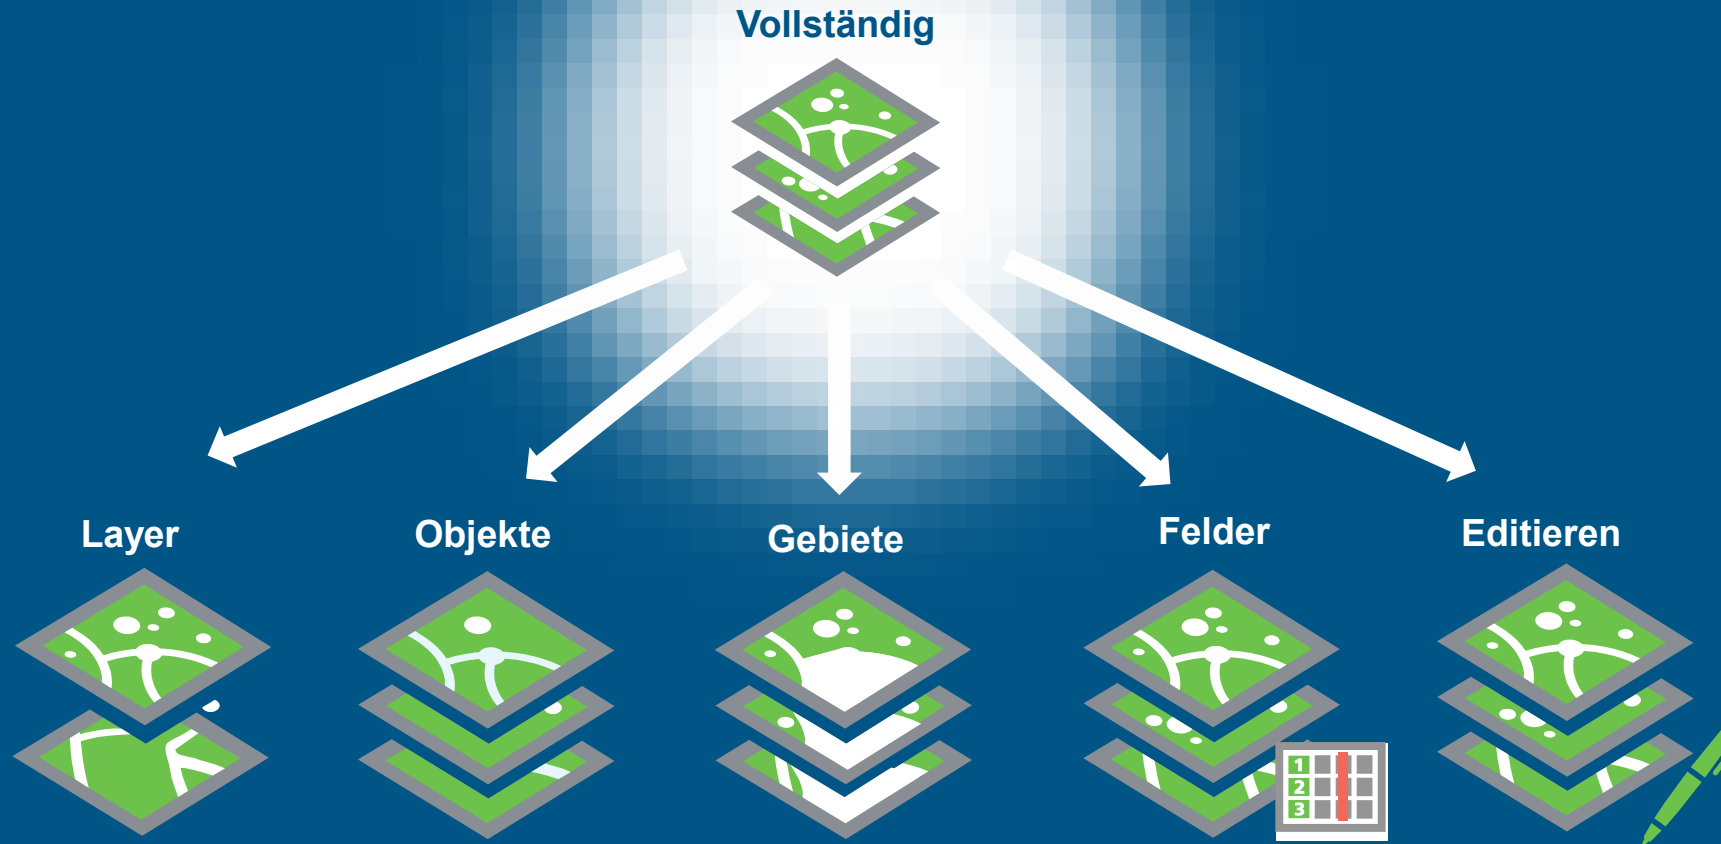 Vollständig
Layer
Objekte
Gebiete
Felder
Editieren
1
2
3